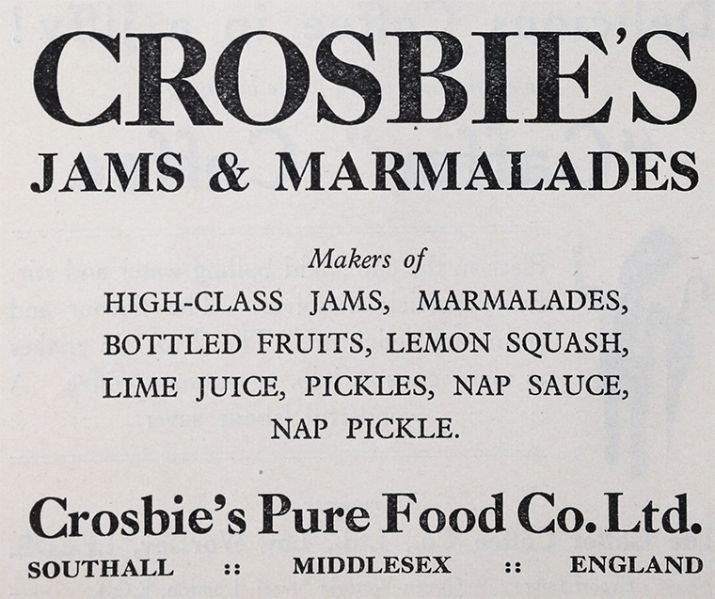 CROSBIE'S
JAMS & MARMALADES
Makers of
HIGH-CLASS JAMS, MARMALADES,
BOTTLED FRUITS, LEMON SQUASH,
LIME JUICE, PICKLES, NAP SAUCE,
NAP PICKLE.
Crosbie's Pure Food Co. Ltd.
SOUTHALL :: MIDDLESEX :: ENGLAND